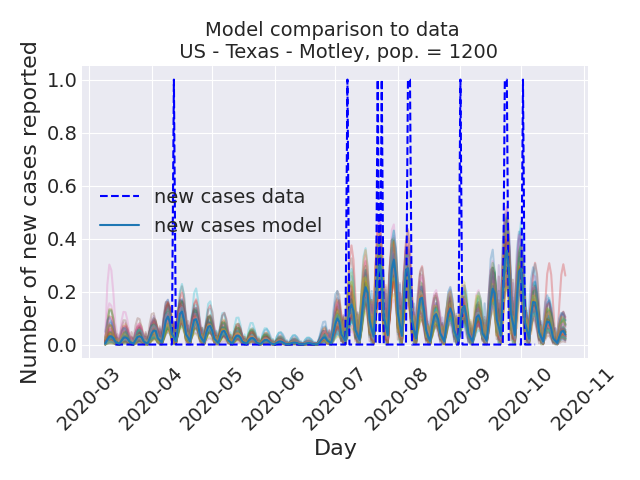 Model comparison to data
US - Texas - Motley, pop. = 1200
Number of new cases reported
1.0
0.8
0.6
0.4
0.2
0.0
new cases data
new cases model
2020-03
2020-04
2020-05
2020-06
2020-07
2020-08
2020-09
2020-10
2020-11
Day